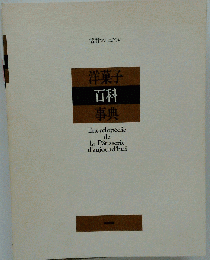 洋菓子
百科
事典
Encyclopédie
de
la Pâtisserie
d'aujourd'hui